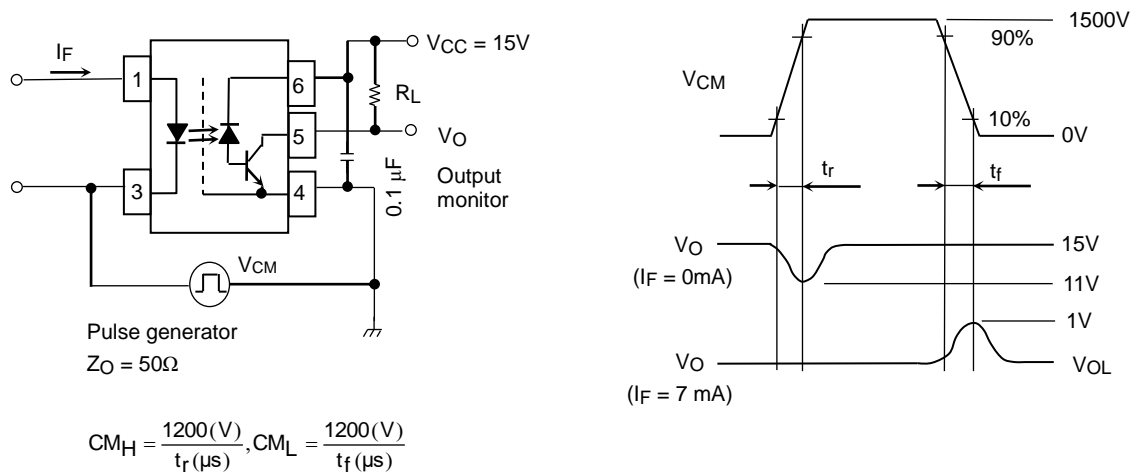 IF
1
3
6
5
4
VCC = 15V
RL
VO
Output
monitor
0.1 μF
VCM
Pulse generator
ZO = 50Ω
CMH = 1200(V) / tr(μs), CML = 1200(V) / tf(μs)
1500V
90%
VCM
10%
0V
tr
tf
VO
(IF = 0mA)
15V
11V
1V
VO
(IF = 7 mA)
VOL